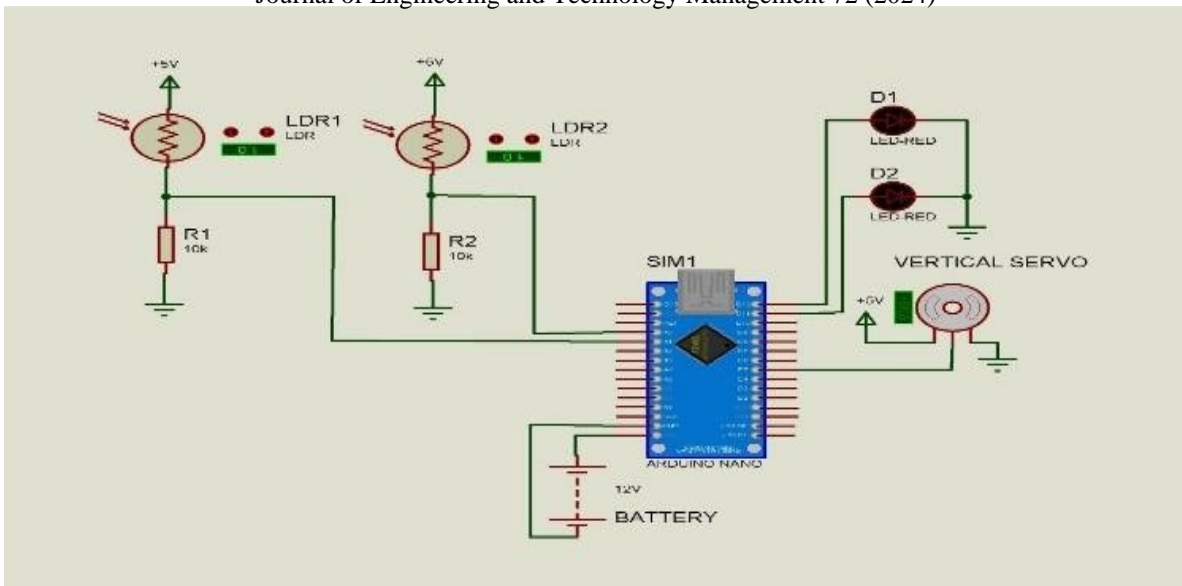 Journal of Engineering and Technology Management 72 (2024)
+5V
+5V
LDR1
LDR
LDR2
LDR
D1
LED-RED
D2
LED-RED
R1
10k
R2
10k
SIM1
VERTICAL SERVO
+5V
ARDUINO NANO
12V
BATTERY